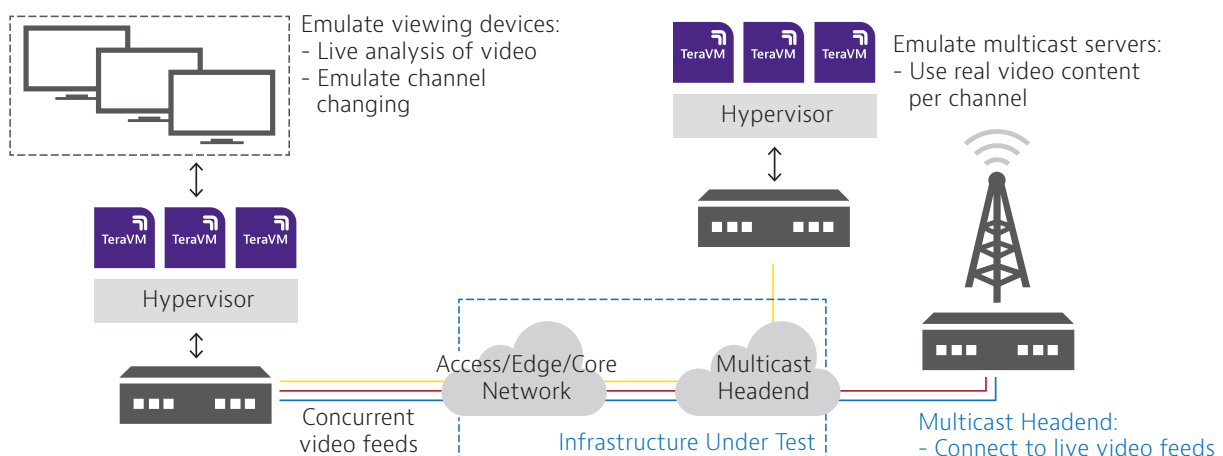 Emulate viewing devices:
- Live analysis of video
- Emulate channel
changing
TeraVM
TeraVM
TeraVM
Hypervisor
Concurrent
video feeds
Access/Edge/Core
Network
Multicast
Headend
Infrastructure Under Test
TeraVM
TeraVM
TeraVM
Hypervisor
Emulate multicast servers:
- Use real video content
per channel
Multicast Headend:
- Connect to live video feeds